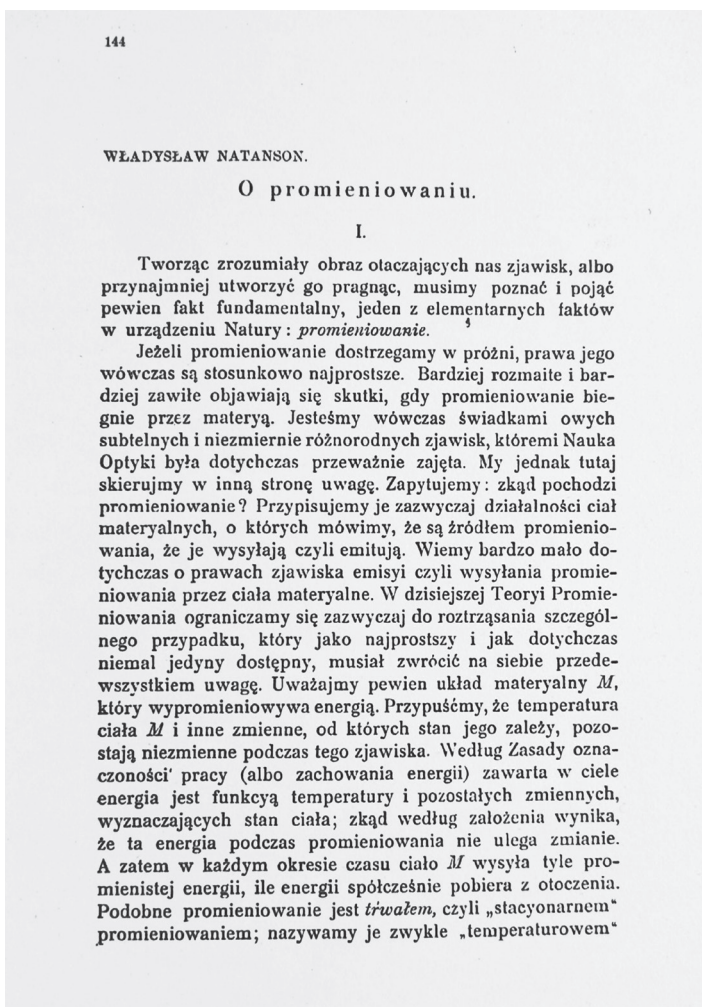 144
WŁADYSŁAW NATANSON.
O promieniowaniu.
I.
Tworząc zrozumiały obraz otaczających nas zjawisk, albo
przynajmniej utworzyć go pragnąc, musimy poznać i pojąć
pewien fakt fundamentalny, jeden z elementarnych faktów
w urządzeniu Natury: promieniowanie.
Jeżeli promieniowanie dostrzegamy w próżni, prawa jego
wówczas są stosunkowo najprostsze. Bardziej rozmaite i bar-
dziej zawiłe objawiają się skutki, gdy promieniowanie bie-
gnie przez materyą. Jesteśmy wówczas świadkami owych
subtelnych i niezmiernie różnorodnych zjawisk, któremi Nauka
Optyki była dotychczas przeważnie zajęta. My jednak tutaj
skierujmy w inną stronę uwagę. Zapytujemy: zkąd pochodzi
promieniowanie? Przypisujemy je zazwyczaj działalności ciał
materyalnych, o których mówimy, że są źródłem promienio-
wania, że je wysyłają czyli emitują. Wiemy bardzo mało do-
tychczas o prawach zjawiska emisyi czyli wysyłania promie-
niowania przez ciała materyalne. W dzisiejszej Teoryi Promie-
niowania ograniczamy się zazwyczaj do roztrząsania szczegól-
nego przypadku, który jako najprostszy i jak dotychczas
niemal jedyny dostępny, musiał zwrócić na siebie przede-
wszystkiem uwagę. Uważajmy pewien układ materyalny M,
który wypromieniowywa energią. Przypuśćmy, że temperatura
ciała M i inne zmienne, od których stan jego zależy, pozo-
stają niezmienne podczas tego zjawiska. Według Zasady ozna-
czoności pracy (albo zachowania energii) zawarta w ciele
energia jest funkcyą temperatury i pozostałych zmiennych,
wyznaczających stan ciała; zkąd według założenia wynika,
że ta energia podczas promieniowania nie ulega zmianie.
A zatem w każdym okresie czasu ciało M wysyła tyle pro-
mienistej energii, ile energii spółcześnie pobiera z otoczenia.
Podobne promieniowanie jest trwałem, czyli „stacyonarnem“
promieniowaniem; nazywamy je zwykle „temperaturowem“